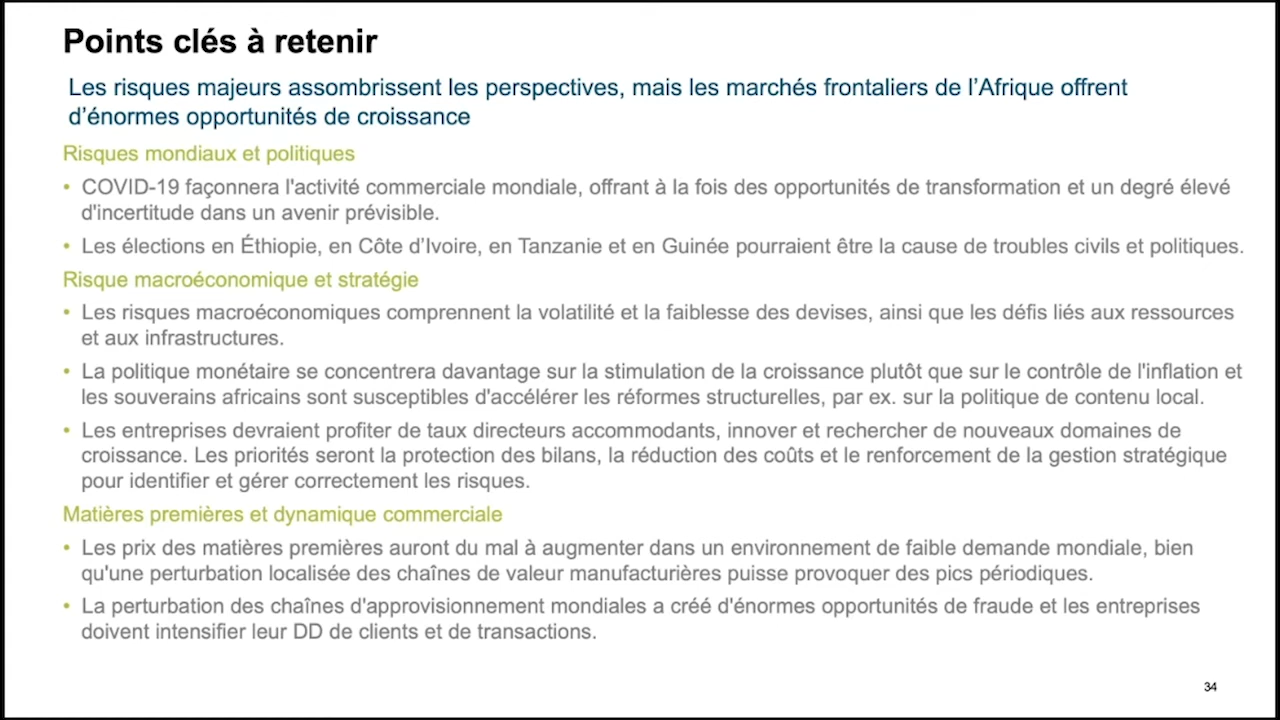 Points clés à retenir
Les risques majeurs assombrissent les perspectives, mais les marchés frontaliers de l’Afrique offrent
d’énormes opportunités de croissance
Risques mondiaux et politiques
• COVID-19 façonnera l'activité commerciale mondiale, offrant à la fois des opportunités de transformation et un degré élevé
d'incertitude dans un avenir prévisible.
• Les élections en Éthiopie, en Côte d’Ivoire, en Tanzanie et en Guinée pourraient être la cause de troubles civils et politiques.
Risque macroéconomique et stratégie
• Les risques macroéconomiques comprennent la volatilité et la faiblesse des devises, ainsi que les défis liés aux ressources
et aux infrastructures.
• La politique monétaire se concentrera davantage sur la stimulation de la croissance plutôt que sur le contrôle de l'inflation et
les souverains africains sont susceptibles d'accélérer les réformes structurelles, par ex. sur la politique de contenu local.
• Les entreprises devraient profiter de taux directeurs accommodants, innover et rechercher de nouveaux domaines de
croissance. Les priorités seront la protection des bilans, la réduction des coûts et le renforcement de la gestion stratégique
pour identifier et gérer correctement les risques.
Matières premières et dynamique commerciale
• Les prix des matières premières auront du mal à augmenter dans un environnement de faible demande mondiale, bien
qu'une perturbation localisée des chaînes de valeur manufacturières puisse provoquer des pics périodiques.
• La perturbation des chaînes d'approvisionnement mondiales a créé d'énormes opportunités de fraude et les entreprises
doivent intensifier leur DD de clients et de transactions.
34